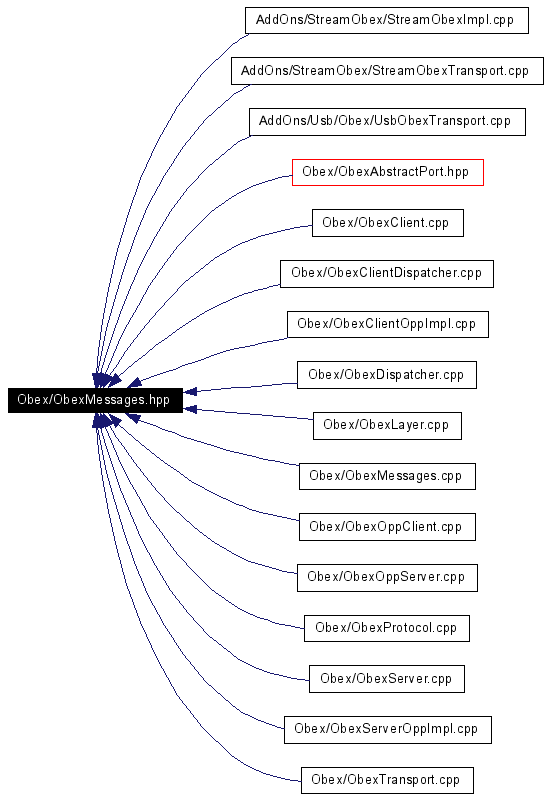 AddOns/StreamObex/StreamObexImpl.cpp
AddOns/StreamObex/StreamObexTransport.cpp
AddOns/Usb/Obex/UsbObexTransport.cpp
Obex/ObexAbstractPort.hpp
Obex/ObexClient.cpp
Obex/ObexClientDispatcher.cpp
Obex/ObexClientOppImpl.cpp
Obex/ObexDispatcher.cpp
Obex/ObexMessages.hpp
Obex/ObexLayer.cpp
Obex/ObexMessages.cpp
Obex/ObexOppClient.cpp
Obex/ObexOppServer.cpp
Obex/ObexProtocol.cpp
Obex/ObexServer.cpp
Obex/ObexServerOppImpl.cpp
Obex/ObexTransport.cpp